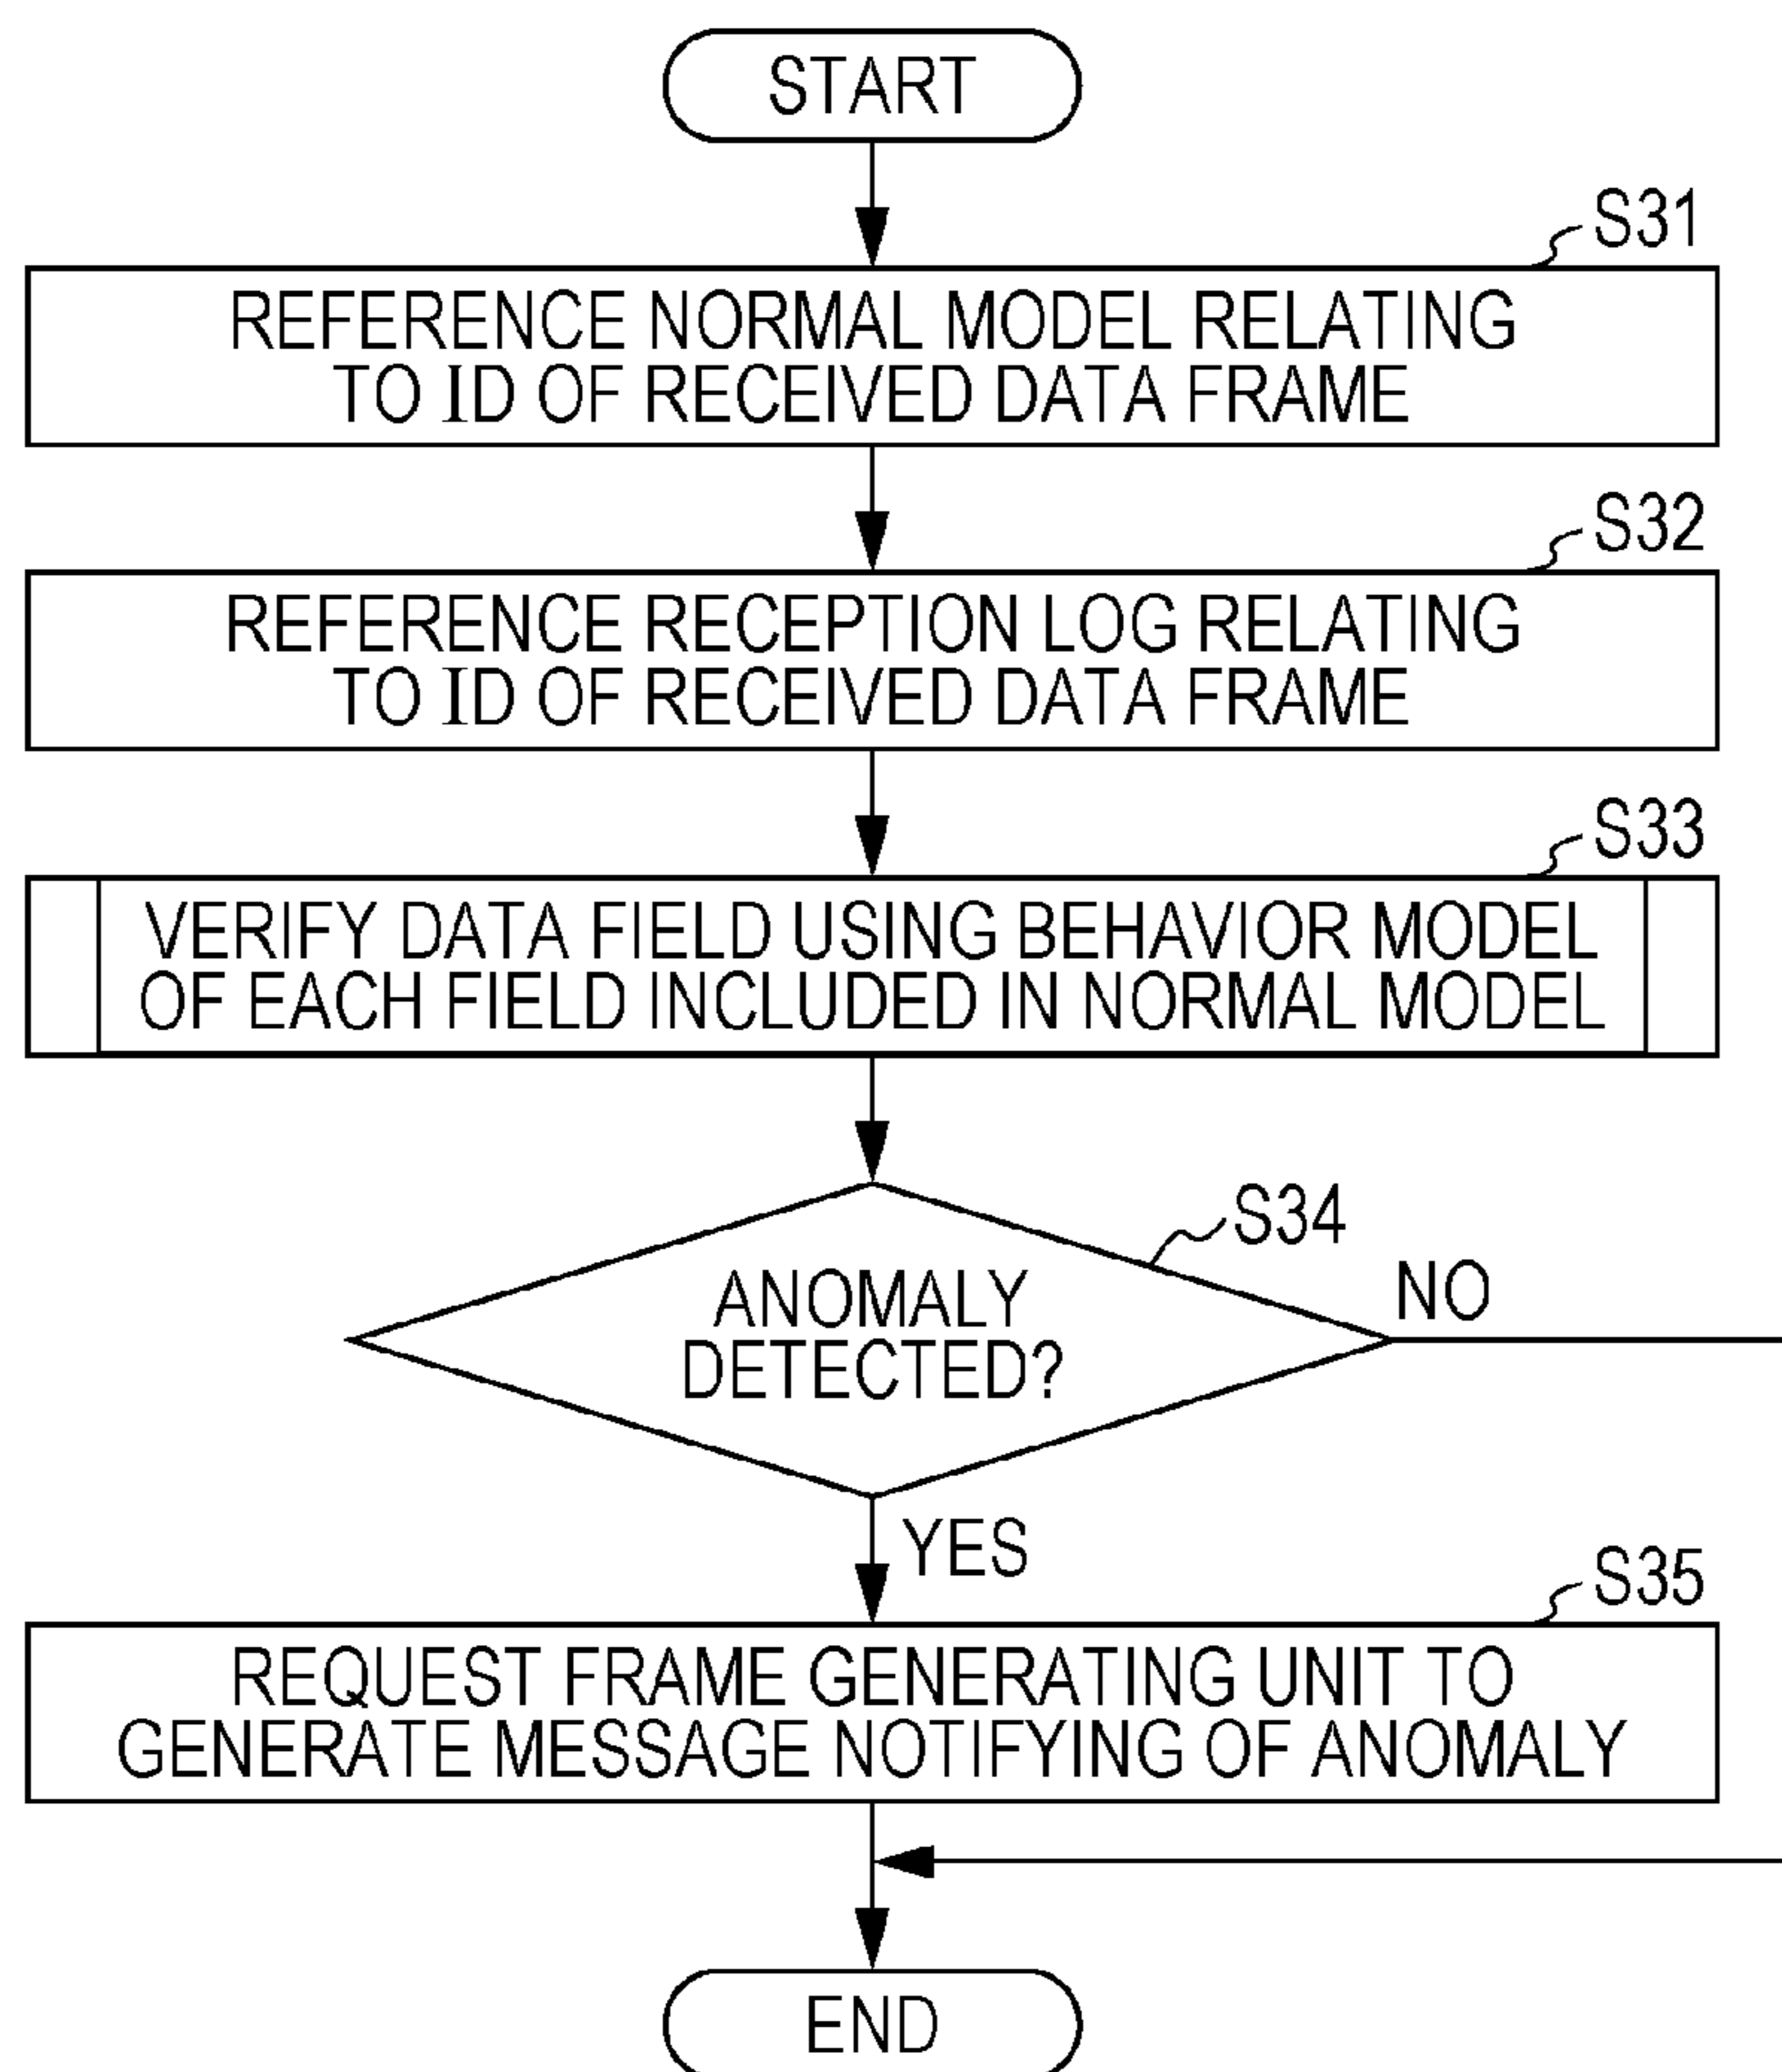 START
S31
REFERENCE NORMAL MODEL RELATING
TO ID OF RECEIVED DATA FRAME
S32
REFERENCE RECEPTION LOG RELATING
TO ID OF RECEIVED DATA FRAME
S33
VERIFY DATA FIELD USING BEHAVIOR MODEL
OF EACH FIELD INCLUDED IN NORMAL MODEL
S34
ANOMALY
DETECTED?
NO
YES
S35
REQUEST FRAME GENERATING UNIT TO
GENERATE MESSAGE NOTIFYING OF ANOMALY
END